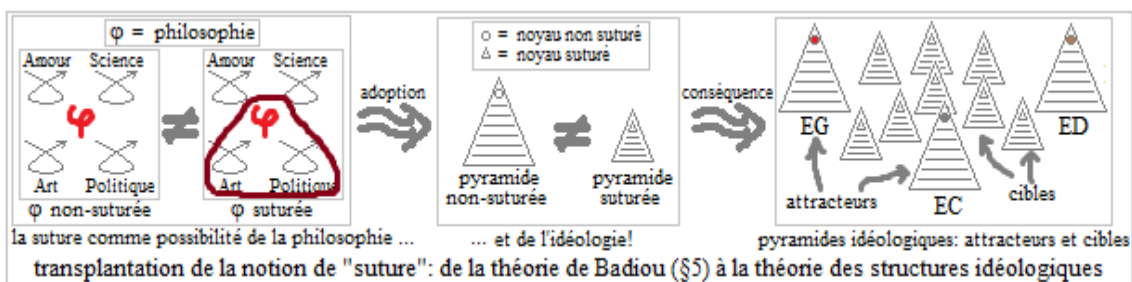 φ = philosophie
Amour Science
φ
Art Politique
φ non-suturée
≠
Amour Science
φ
Art Politique
φ suturée
la suture comme possibilité de la philosophie ...
adoption
○ = noyau non suturé
△ = noyau suturé
pyramide
non-suturée
≠
pyramide
suturée
... et de l'idéologie!
conséquence
EG
ED
EC
attracteurs
cibles
pyramides idéologiques: attracteurs et cibles
transplantation de la notion de "suture": de la théorie de Badiou (§5) à la théorie des structures idéologiques